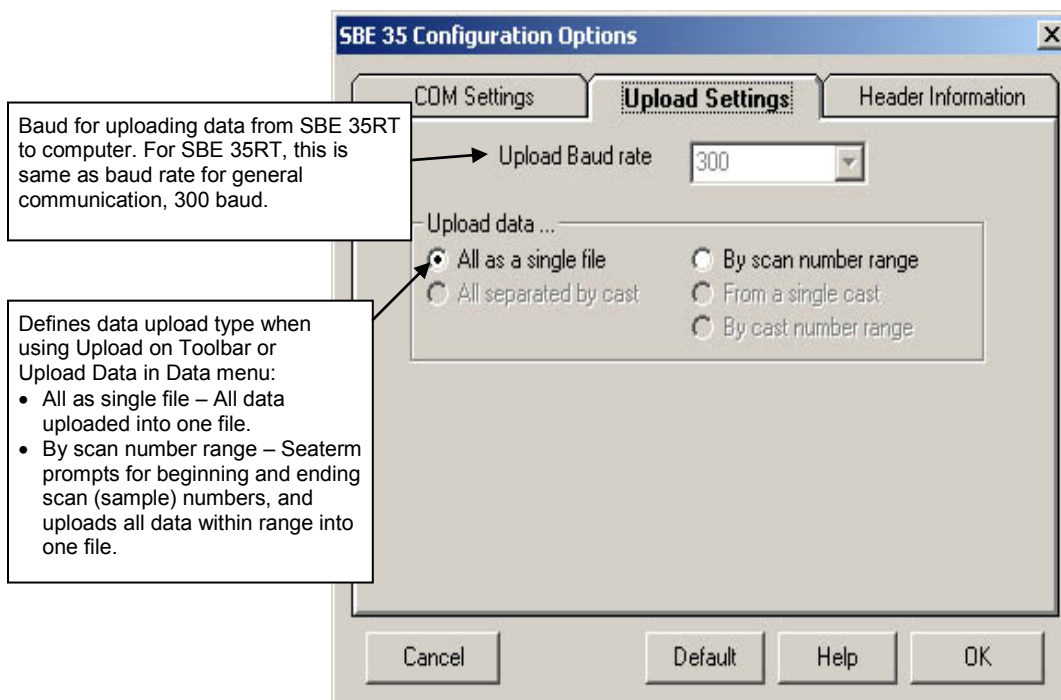 SBE 35 Configuration Options
COM Settings
Upload Settings
Header Information
Baud for uploading data from SBE 35RT
to computer. For SBE 35RT, this is
same as baud rate for general
communication, 300 baud.
Upload Baud rate
300
Upload data ...
All as a single file
By scan number range
All separated by cast
From a single cast
By cast number range
Defines data upload type when
using Upload on Toolbar or
Upload Data in Data menu:
• All as single file – All data
uploaded into one file.
• By scan number range – Seaterm
prompts for beginning and ending
scan (sample) numbers, and
uploads all data within range into
one file.
Cancel
Default
Help
OK